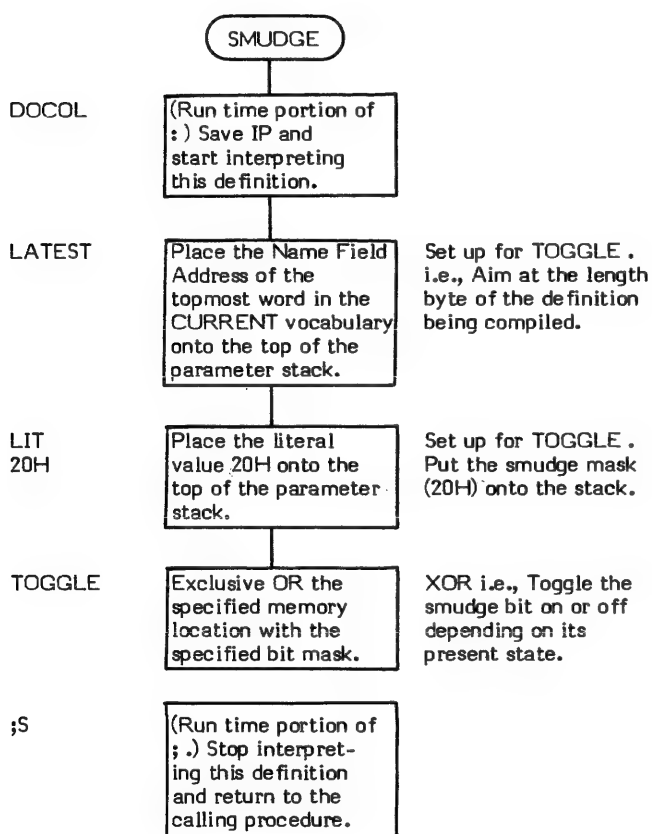 SMUDGE
DOCOL
(Run time portion of
: ) Save IP and
start interpreting
this definition.
LATEST
Place the Name Field
Address of the
topmost word in the
CURRENT vocabulary
onto the top of the
parameter stack.
Set up for TOGGLE .
i.e., Aim at the length
byte of the definition
being compiled.
LIT
20H
Place the literal
value 20H onto the
top of the parameter
stack.
Set up for TOGGLE .
Put the smudge mask
(20H) onto the stack.
TOGGLE
Exclusive OR the
specified memory
location with the
specified bit mask.
XOR i.e., Toggle the
smudge bit on or off
depending on its
present state.
;S
(Run time portion of
; .) Stop interpret-
ing this definition
and return to the
calling procedure.